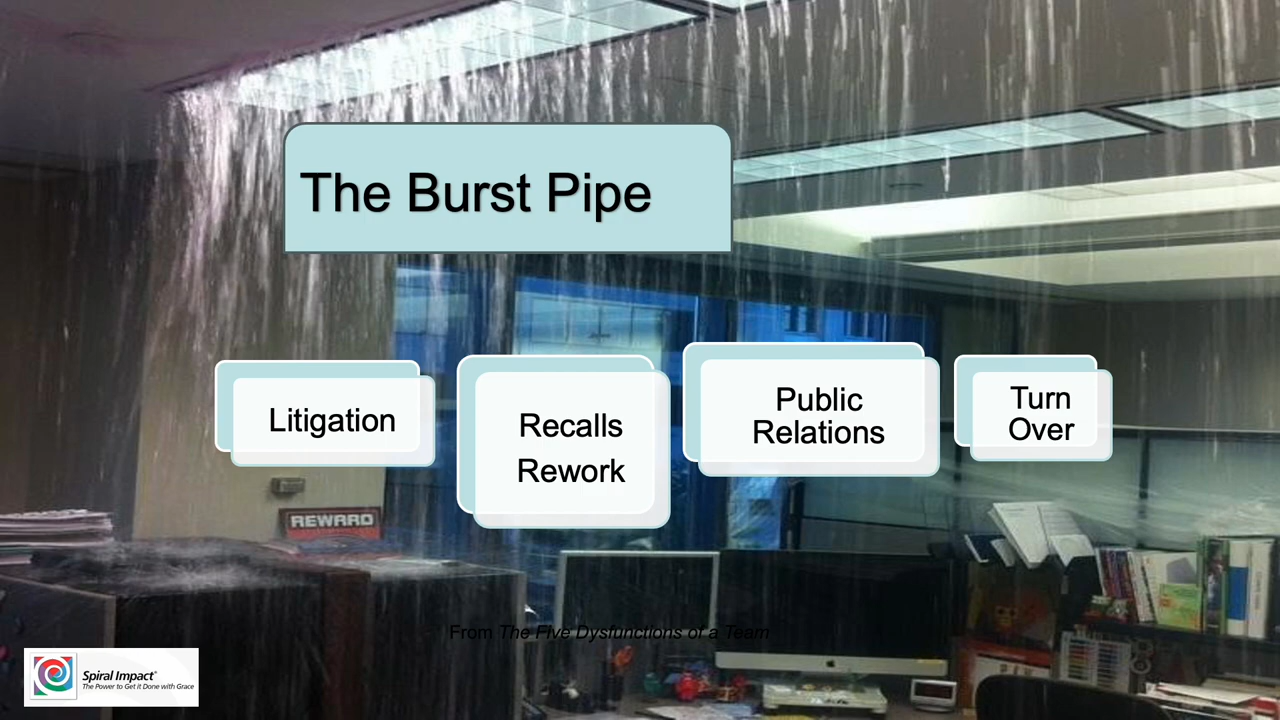 The Burst Pipe
Litigation
Recalls
Rework
Public
Relations
Turn
Over
REWARD
From The Five Dysfunctions of a Team
Spiral Impact®
The Power to Get it Done with Grace